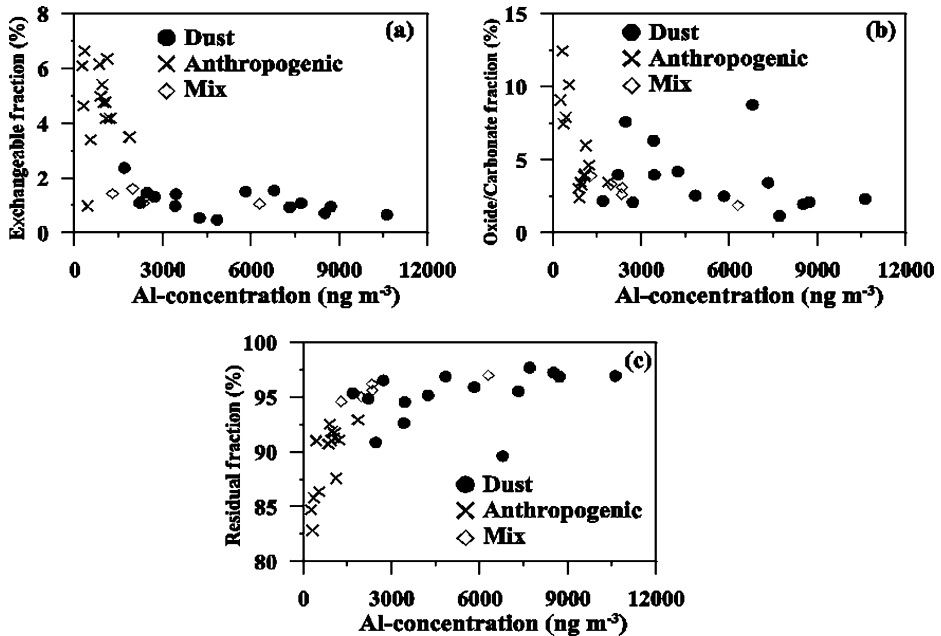 8
6
4
2
0
Exchangeable fraction (%)
(a)
Dust
Anthropogenic
Mix
0 3000 6000 9000 12000
Al-concentration (ng m-3)
15
10
5
0
Oxide/Carbonate fraction (%)
(b)
Dust
Anthropogenic
Mix
0 3000 6000 9000 12000
Al-concentration (ng m-3)
100
95
90
85
80
Residual fraction (%)
(c)
Dust
Anthropogenic
Mix
0 3000 6000 9000 12000
Al-concentration (ng m-3)